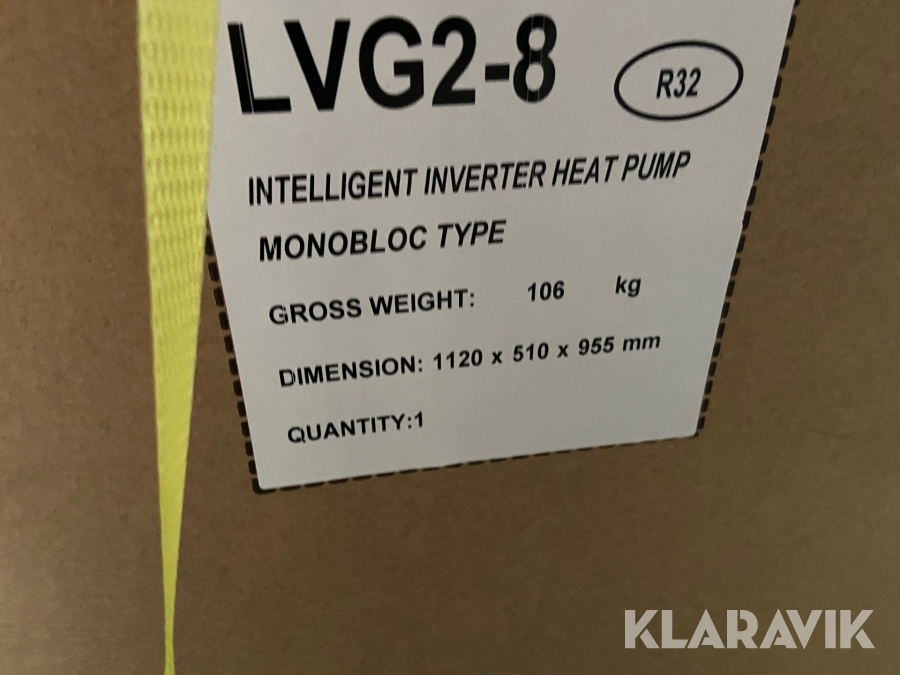 LVG2-8
R32
INTELLIGENT INVERTER HEAT PUMP
MONOBLOC TYPE
GROSS WEIGHT: 106 kg
DIMENSION: 1120 x 510 x 955 mm
QUANTITY:1
KLARAVIK